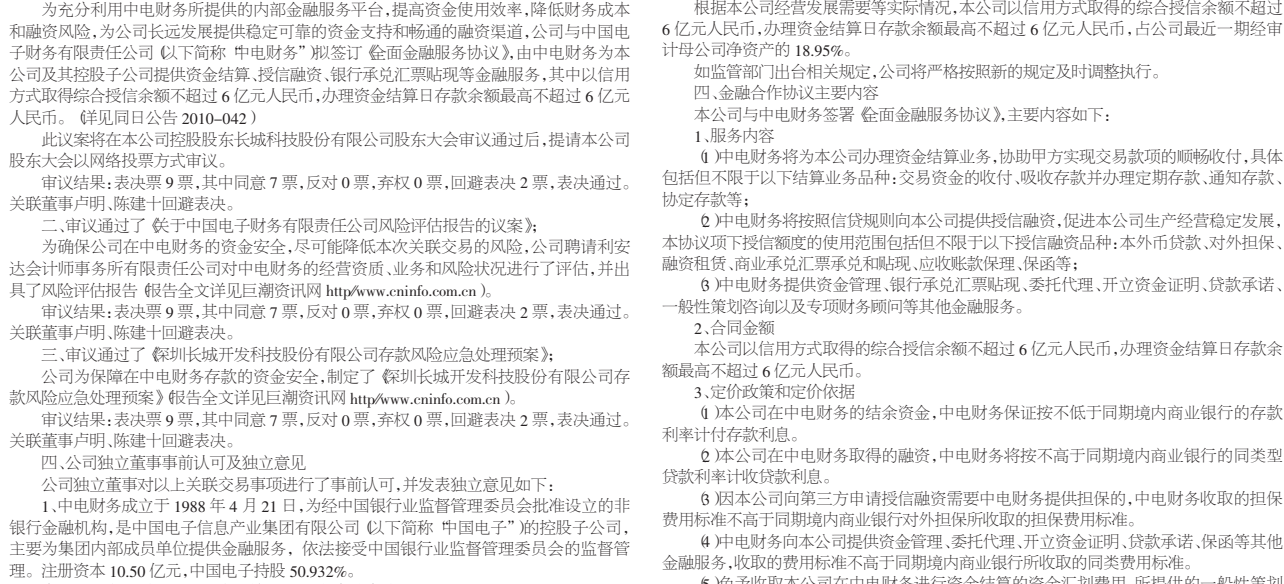 为充分利用中电财务所提供的内部金融服务平台,提高资金使用效率,降低财务成本
和融资风险,为公司长远发展提供稳定可靠的资金支持和畅通的融资渠道,公司与中国电
子财务有限责任公司(以下简称“中电财务”)拟签订《全面金融服务协议》,由中电财务为本
公司及其控股子公司提供资金结算、授信融资、银行承兑汇票贴现等金融服务,其中以信用
方式取得综合授信余额不超过 6 亿元人民币,办理资金结算日存款余额最高不超过 6 亿元
人民币。(详见同日公告 2010-042)
此议案将在本公司控股股东长城科技股份有限公司股东大会审议通过后,提请本公司
股东大会以网络投票方式审议。
审议结果:表决票 9 票,其中同意 7 票,反对 0 票,弃权 0 票,回避表决 2 票,表决通过。
关联董事卢明、陈建十回避表决。
二、审议通过了《关于中国电子财务有限责任公司风险评估报告的议案》;
为确保公司在中电财务的资金安全,尽可能降低本次关联交易的风险,公司聘请利安
达会计师事务所有限责任公司对中电财务的经营资质、业务和风险状况进行了评估,并出
具了风险评估报告(报告全文详见巨潮资讯网 http/www.cninfo.com.cn)。
审议结果:表决票 9 票,其中同意 7 票,反对 0 票,弃权 0 票,回避表决 2 票,表决通过。
关联董事卢明、陈建十回避表决。
三、审议通过了《深圳长城开发科技股份有限公司存款风险应急处理预案》;
公司为保障在中电财务存款的资金安全,制定了《深圳长城开发科技股份有限公司存
款风险应急处理预案》(报告全文详见巨潮资讯网 http/www.cninfo.com.cn)。
审议结果:表决票 9 票,其中同意 7 票,反对 0 票,弃权 0 票,回避表决 2 票,表决通过。
关联董事卢明、陈建十回避表决。
四、公司独立董事事前认可及独立意见
公司独立董事对以上关联交易事项进行了事前认可,并发表独立意见如下:
1、中电财务成立于 1988 年 4 月 21 日,为经中国银行业监督管理委员会批准设立的非
银行金融机构,是中国电子信息产业集团有限公司(以下简称“中国电子”)的控股子公司,
主要为集团内部成员单位提供金融服务,依法接受中国银行业监督管理委员会的监督管
理。注册资本 10.50 亿元,中国电子持股 50.932%。
根据本公司经营发展需要等实际情况,本公司以信用方式取得的综合授信余额不超过
6 亿元人民币,办理资金结算日存款余额最高不超过 6 亿元人民币,占公司最近一期经审
计母公司净资产的 18.95%。
如监管部门出台相关规定,公司将严格按照新的规定及时调整执行。
四、金融合作协议主要内容
本公司与中电财务签署《全面金融服务协议》,主要内容如下:
1、服务内容
(1)中电财务将为本公司办理资金结算业务,协助甲方实现交易款项的顺畅收付,具体
包括但不限于以下结算业务品种:交易资金的收付、吸收存款并办理定期存款、通知存款、
协定存款等;
(2)中电财务将按照信贷规则向本公司提供授信融资,促进本公司生产经营稳定发展,
本协议项下授信额度的使用范围包括但不限于以下授信融资品种:本外币贷款、对外担保、
融资租赁、商业承兑汇票承兑和贴现、应收账款保理、保函等;
(3)中电财务提供资金管理、银行承兑汇票贴现、委托代理、开立资金证明、贷款承诺、
一般性策划咨询以及专项财务顾问等其他金融服务。
2、合同金额
本公司以信用方式取得的综合授信余额不超过 6 亿元人民币,办理资金结算日存款余
额最高不超过 6 亿元人民币。
3、定价政策和定价依据
(1)本公司在中电财务的结余资金,中电财务保证按不低于同期境内商业银行的存款
利率计付存款利息。
(2)本公司在中电财务取得的融资,中电财务将按不高于同期境内商业银行的同类型
贷款利率计收贷款利息。
(3)因本公司向第三方申请授信融资需要中电财务提供担保的,中电财务收取的担保
费用标准不高于同期境内商业银行对外担保所收取的担保费用标准。
(4)中电财务向本公司提供资金管理、委托代理、开立资金证明、贷款承诺、保函等其他
金融服务,收取的费用标准不高于同期境内商业银行所收取的同类费用标准。
(5)免予收取本公司在中电财务进行资金结算的资金汇划费用,所提供的一般性策划